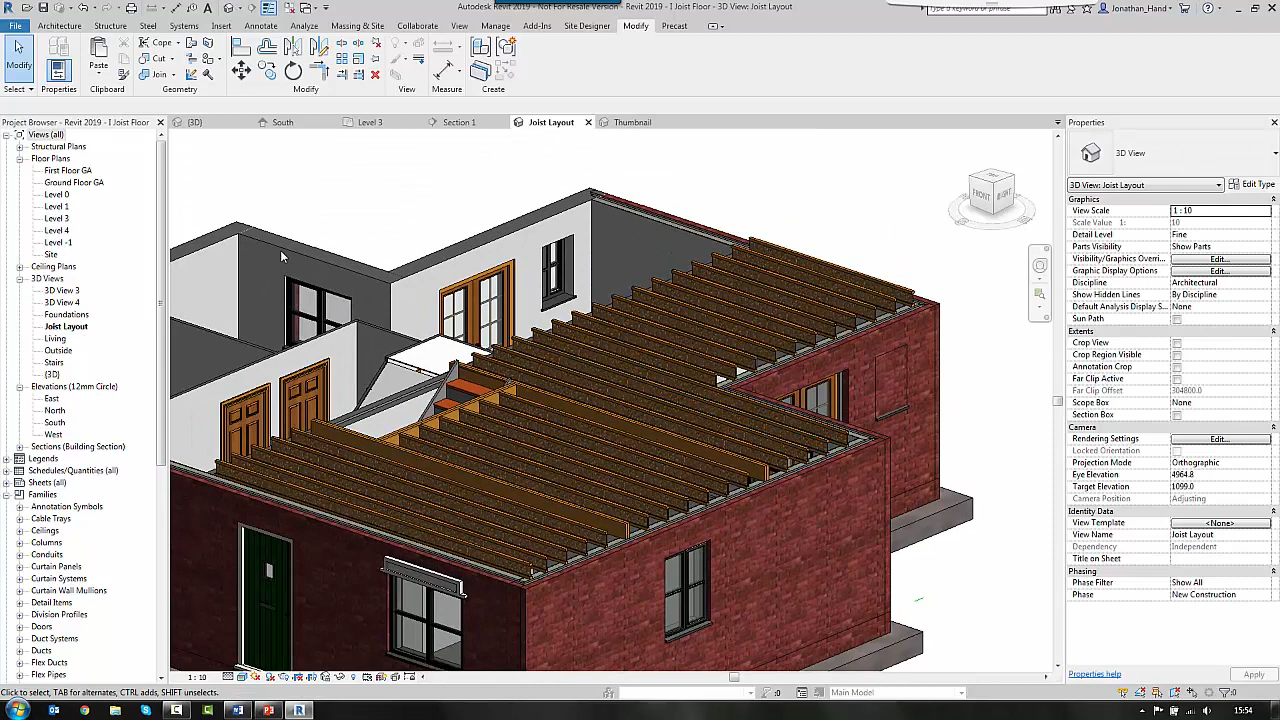 Autodesk Revit 2019 - Not For Resale Version - I Joist Floor - 3D View: Joist Layout
Type a keyword or phrase
Jonathan_Hand
File Architecture Structure Steel Systems Insert Annotate Analyze Massing & Site Collaborate View Manage Add-Ins Site Designer Modify Precast
Cope
Cut
Join
Modify Paste
Select Properties Clipboard Geometry Modify View Measure Create
Project Browser - Revit 2019 - I Joist Floor
{3D} South Level 3 Section 1 Joist Layout Thumbnail
Properties
Views (all)
Structural Plans
Floor Plans
First Floor GA
Ground Floor GA
Level 0
Level 1
Level 3
Level 4
Level -1
Site
Ceiling Plans
3D Views
3D View 3
3D View 4
Foundations
Joist Layout
Living
Outside
Stairs
{3D}
Elevations (12mm Circle)
East
North
South
West
Sections (Building Section)
Legends
Schedules/Quantities (all)
Sheets (all)
Families
Annotation Symbols
Cable Trays
Ceilings
Columns
Conduits
Curtain Panels
Curtain Systems
Curtain Wall Mullions
Detail Items
Division Profiles
Doors
Duct Systems
Ducts
Flex Ducts
Flex Pipes
FRONT RIGHT
3D View
3D View: Joist Layout Edit Type
Graphics
View Scale 1 : 10
Scale Value 1: 10
Detail Level Fine
Parts Visibility Show Parts
Visibility/Graphics Overri... Edit...
Graphic Display Options Edit...
Discipline Architectural
Show Hidden Lines By Discipline
Default Analysis Display S... None
Sun Path
Extents
Crop View
Crop Region Visible
Annotation Crop
Far Clip Active
Far Clip Offset 304800.0
Scope Box None
Section Box
Camera
Rendering Settings Edit...
Locked Orientation
Projection Mode Orthographic
Eye Elevation 4964.8
Target Elevation 1099.0
Camera Position Adjusting
Identity Data
View Template <None>
View Name Joist Layout
Dependency Independent
Title on Sheet
Phasing
Phase Filter Show All
Phase New Construction
Properties help Apply
1 : 10
Click to select, TAB for alternates, CTRL adds, SHIFT unselects.
:0 Main Model :0
15:54